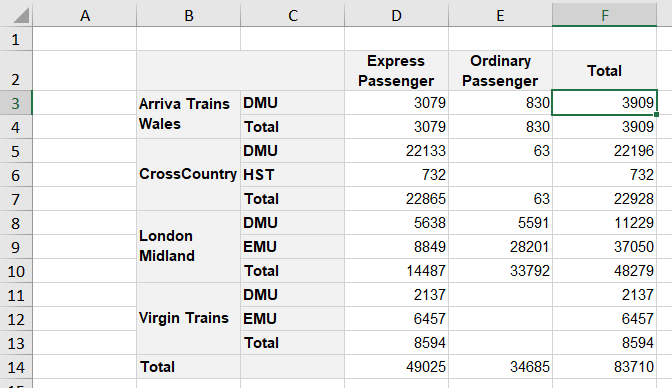 A B C D E F
1
2 Express Passenger Ordinary Passenger Total
3 Arriva Trains Wales DMU 3079 830 3909
4 Total 3079 830 3909
5 CrossCountry DMU 22133 63 22196
6 HST 732 732
7 Total 22865 63 22928
8 London Midland DMU 5638 5591 11229
9 EMU 8849 28201 37050
10 Total 14487 33792 48279
11 Virgin Trains DMU 2137 2137
12 EMU 6457 6457
13 Total 8594 8594
14 Total 49025 34685 83710